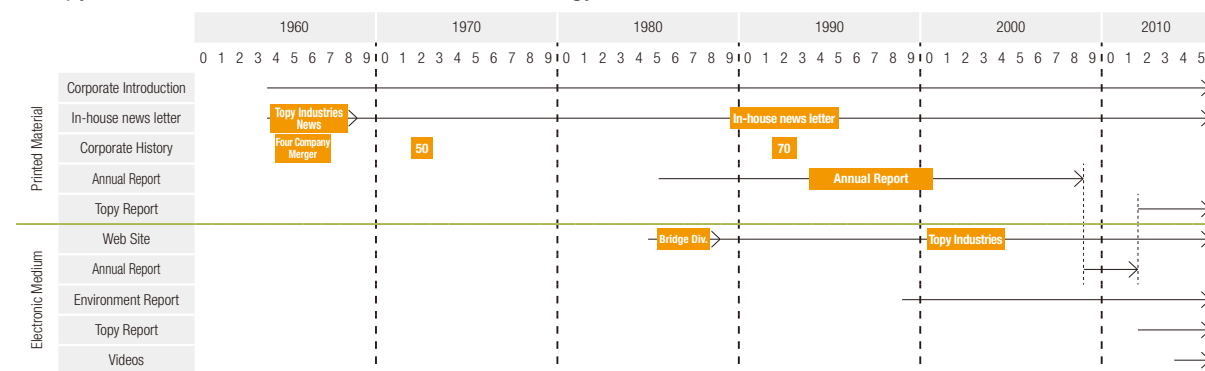 1960 1970 1980 1990 2000 2010
0 1 2 3 4 5 6 7 8 9 0 1 2 3 4 5 6 7 8 9 0 1 2 3 4 5 6 7 8 9 0 1 2 3 4 5 6 7 8 9 0 1 2 3 4 5 6 7 8 9 0 1 2 3 4 5
Printed Material
Corporate Introduction
In-house news letter
Topy Industries
News
In-house news letter
Corporate History
Four Company
Merger
50
70
Annual Report
Annual Report
Topy Report
Electronic Medium
Web Site
Bridge Div.
Topy Industries
Annual Report
Environment Report
Topy Report
Videos